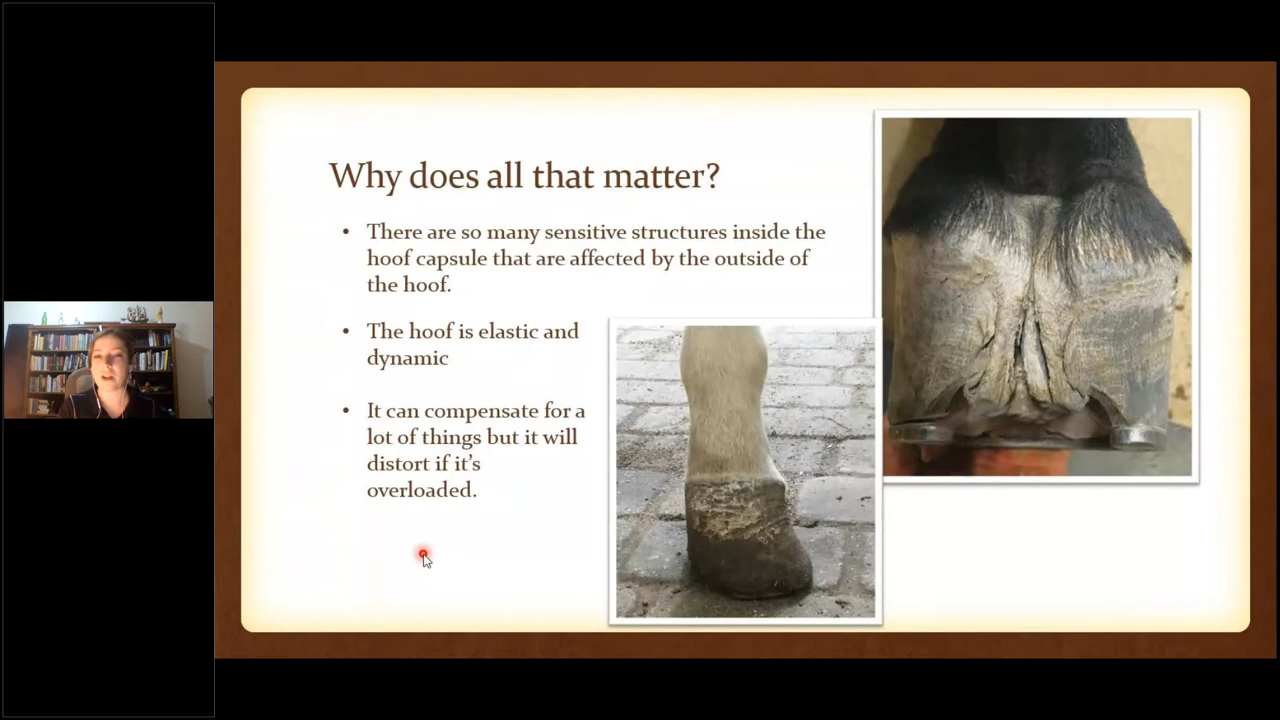 Why does all that matter?
• There are so many sensitive structures inside the
hoof capsule that are affected by the outside of
the hoof.
• The hoof is elastic and
dynamic
• It can compensate for a
lot of things but it will
distort if it's
overloaded.